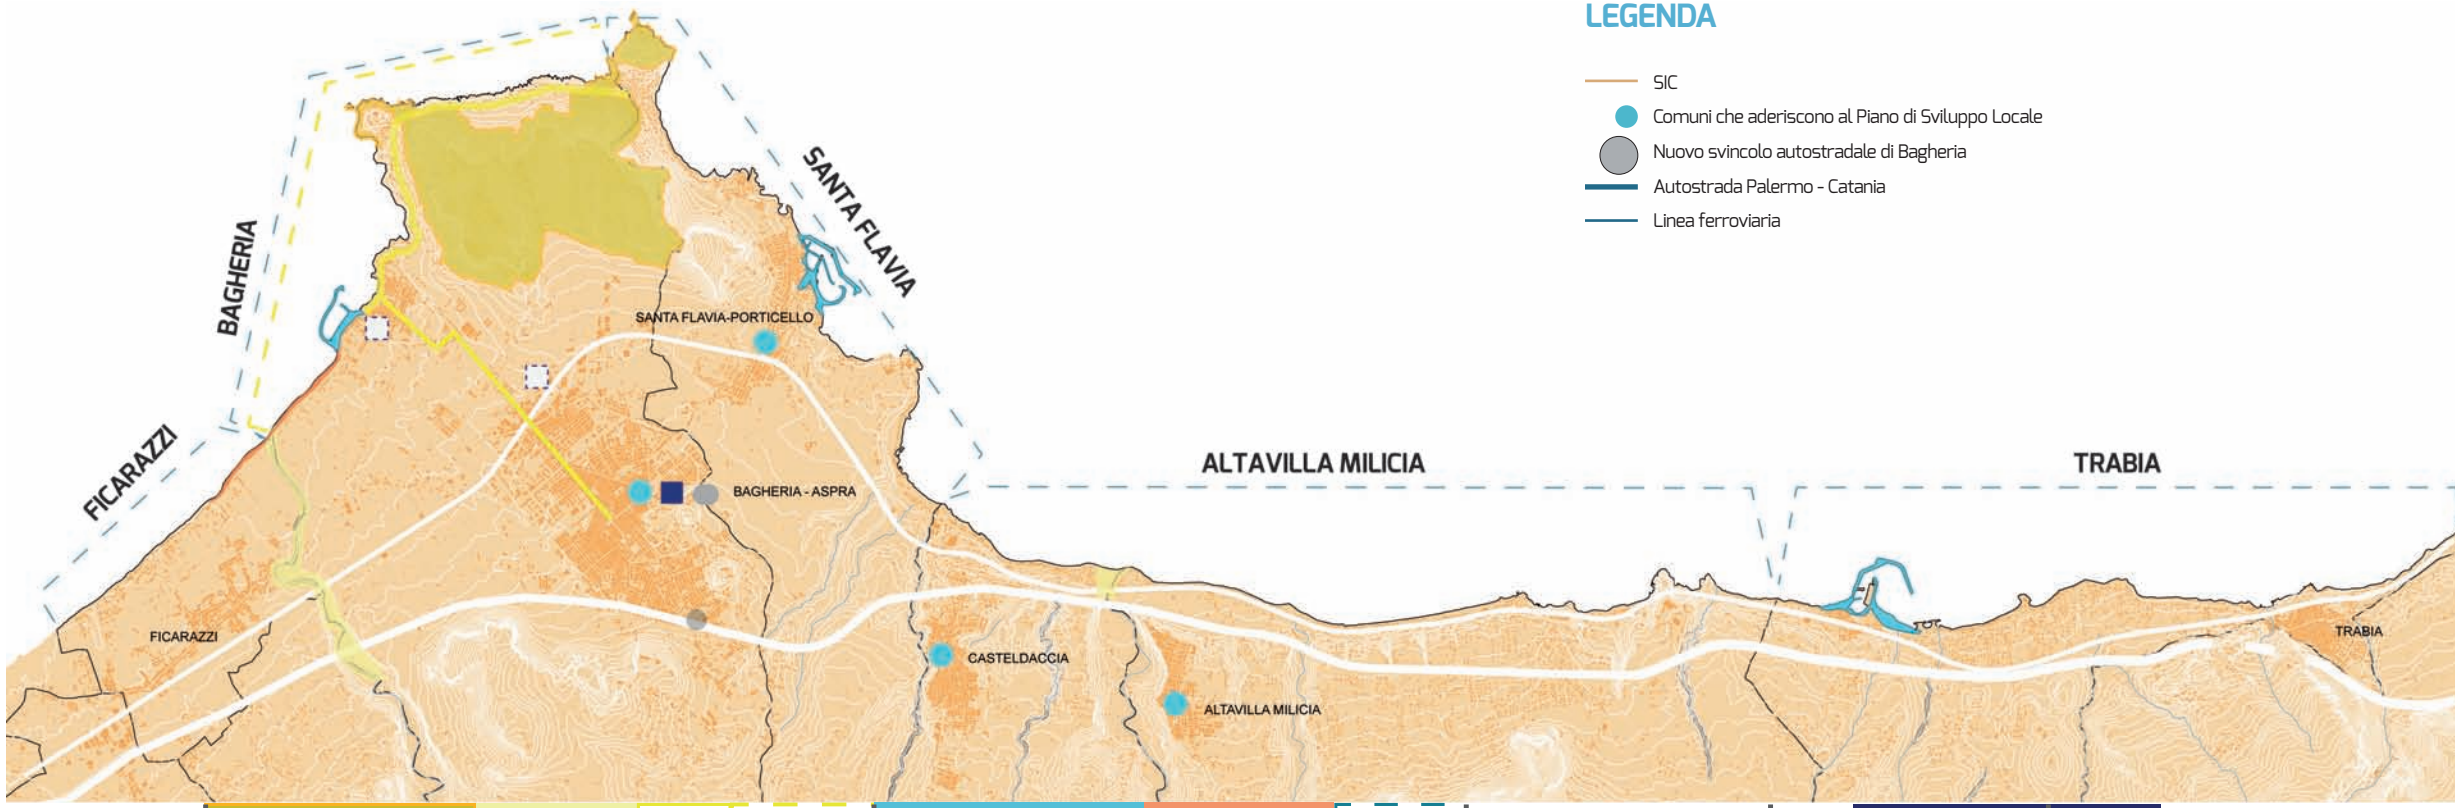 LEGENDA
SIC
Comuni che aderiscono al Piano di Sviluppo Locale
Nuovo svincolo autostradale di Bagheria
Autostrada Palermo - Catania
Linea ferroviaria
BAGHERIA
SANTA FLAVIA
FICARAZZI
ALTAVILLA MILICIA
TRABIA
SANTA FLAVIA-PORTICELLO
BAGHERIA - ASPRA
FICARAZZI
CASTELDACCIA
ALTAVILLA MILICIA
TRABIA